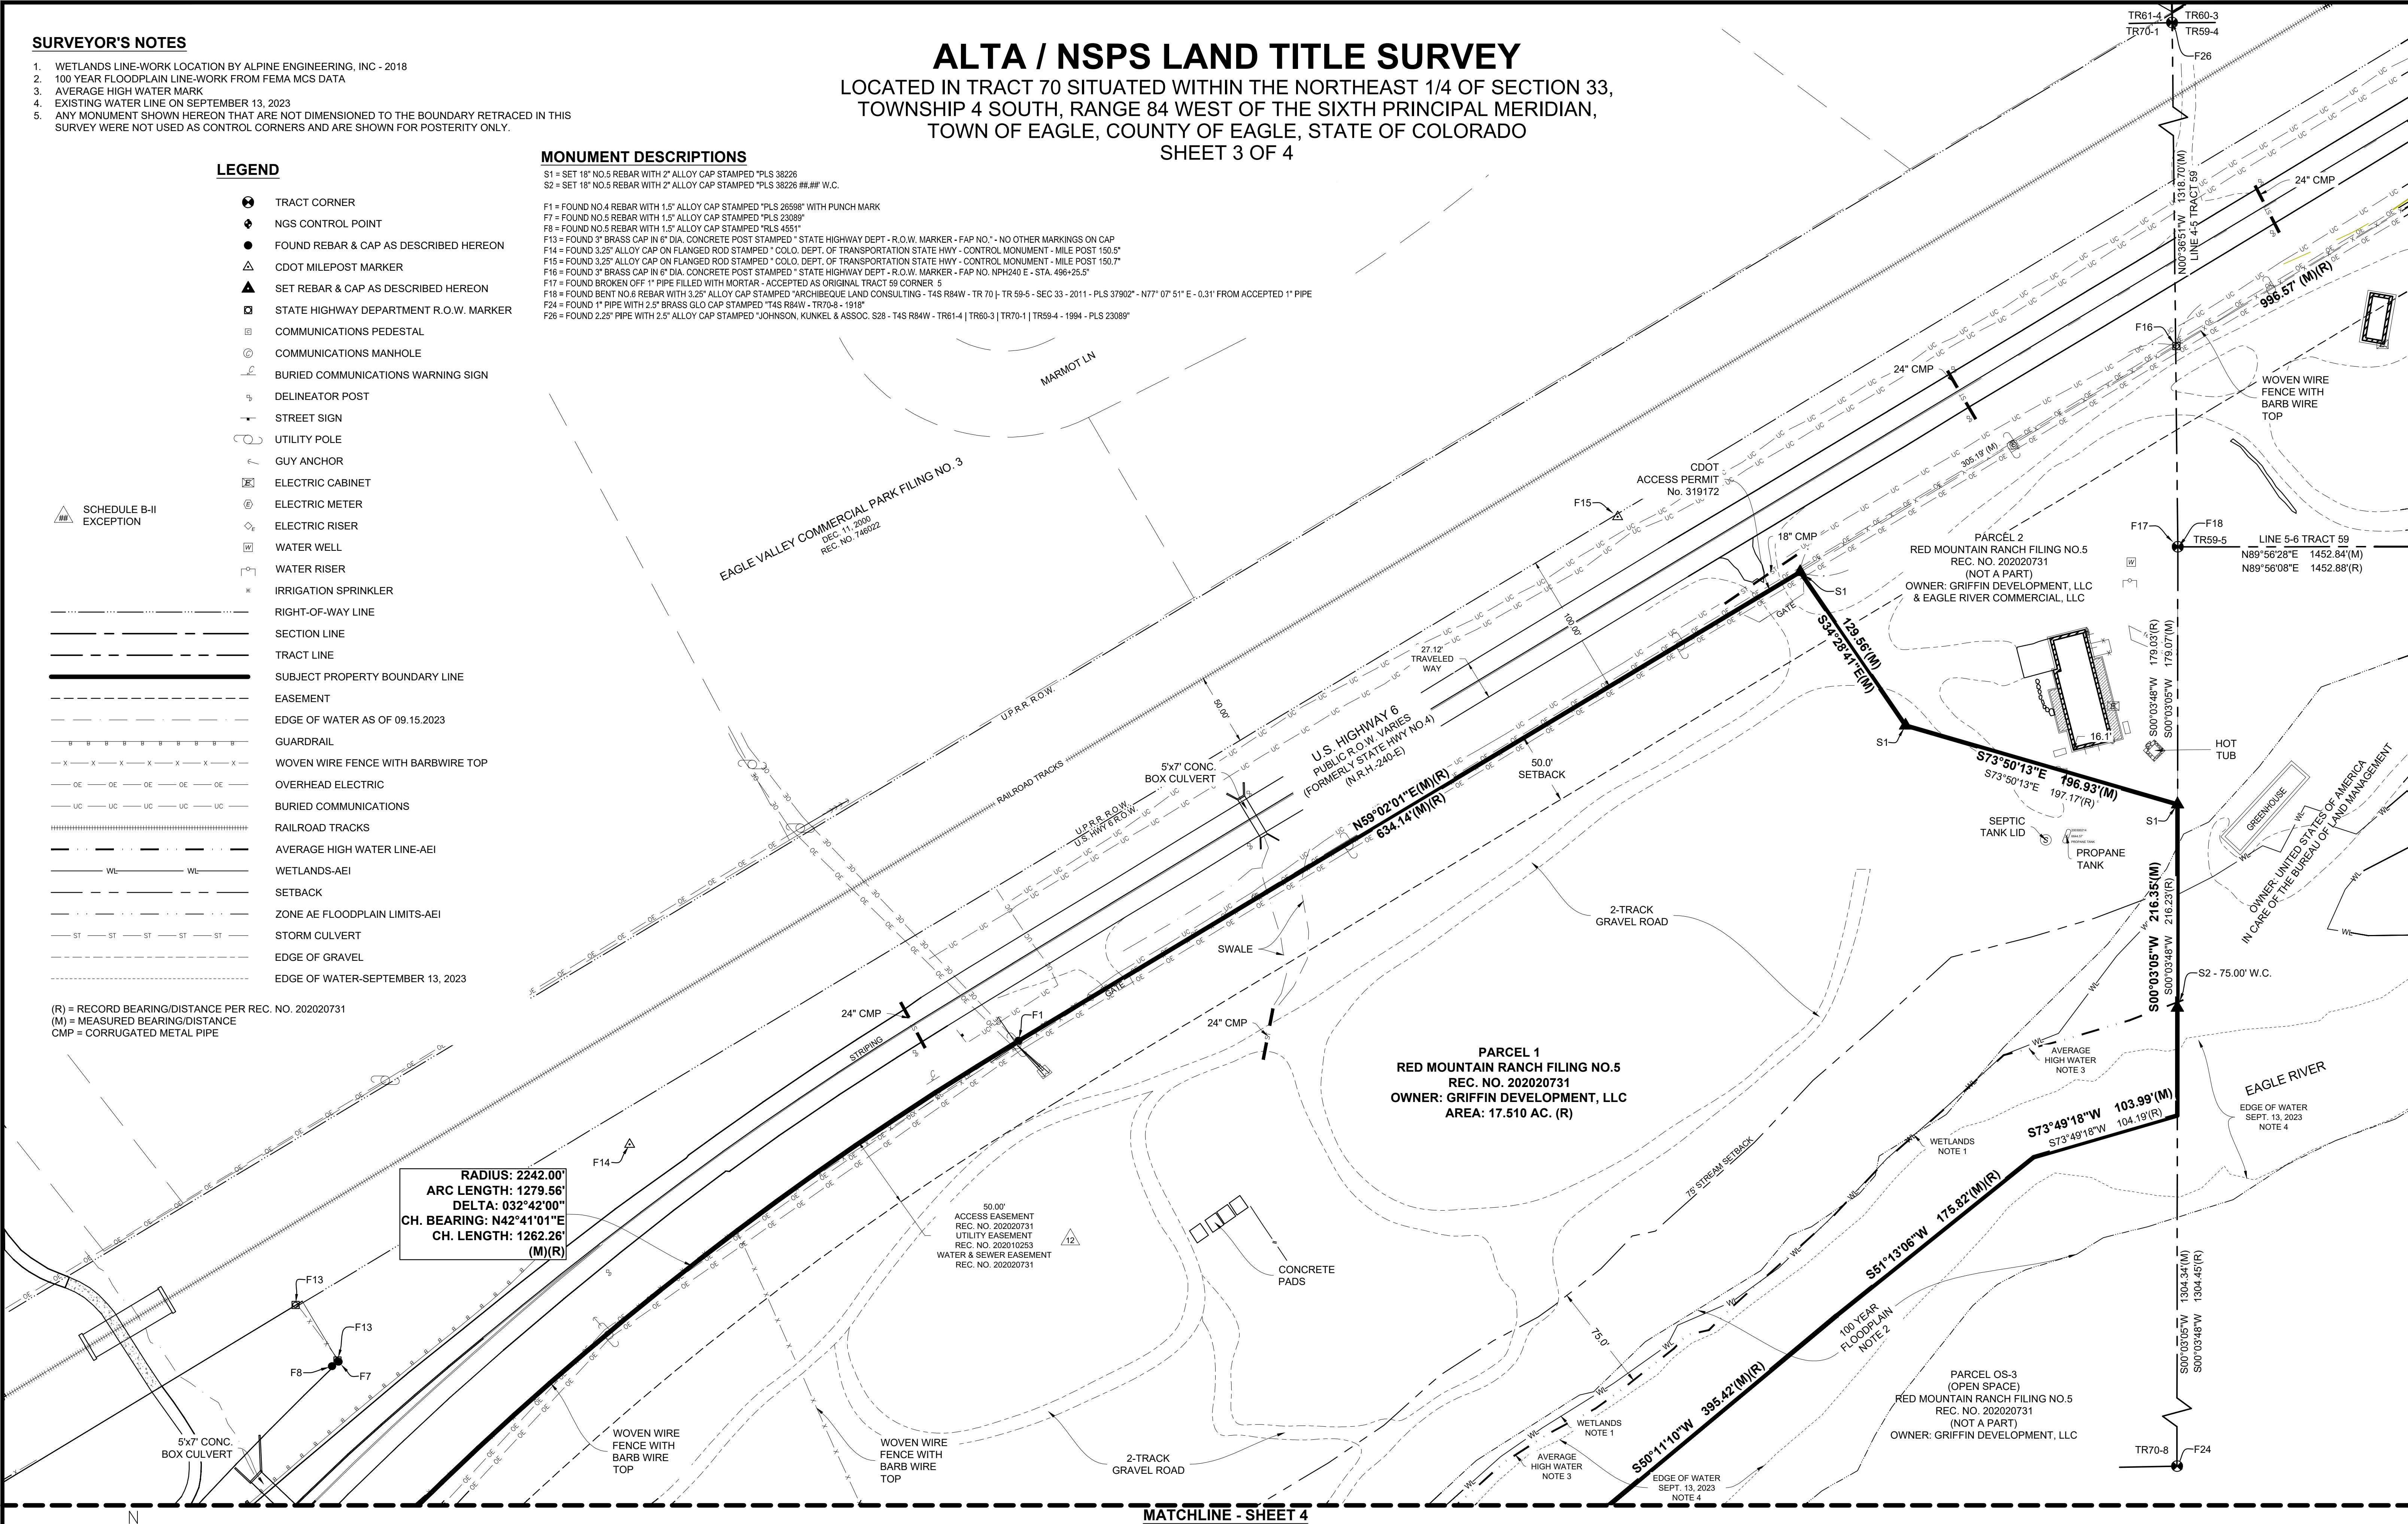 SURVEYOR'S NOTES
1. WETLANDS LINE-WORK LOCATION BY ALPINE ENGINEERING, INC - 2018
2. 100 YEAR FLOODPLAIN LINE-WORK FROM FEMA MCS DATA
3. AVERAGE HIGH WATER MARK
4. EXISTING WATER LINE ON SEPTEMBER 13, 2023
5. ANY MONUMENT SHOWN HEREON THAT ARE NOT DIMENSIONED TO THE BOUNDARY RETRACED IN THIS
SURVEY WERE NOT USED AS CONTROL CORNERS AND ARE SHOWN FOR POSTERITY ONLY.
ALTA / NSPS LAND TITLE SURVEY
LOCATED IN TRACT 70 SITUATED WITHIN THE NORTHEAST 1/4 OF SECTION 33,
TOWNSHIP 4 SOUTH, RANGE 84 WEST OF THE SIXTH PRINCIPAL MERIDIAN,
TOWN OF EAGLE, COUNTY OF EAGLE, STATE OF COLORADO
SHEET 3 OF 4
LEGEND
TRACT CORNER
NGS CONTROL POINT
FOUND REBAR & CAP AS DESCRIBED HEREON
CDOT MILEPOST MARKER
SET REBAR & CAP AS DESCRIBED HEREON
STATE HIGHWAY DEPARTMENT R.O.W. MARKER
COMMUNICATIONS PEDESTAL
COMMUNICATIONS MANHOLE
BURIED COMMUNICATIONS WARNING SIGN
DELINEATOR POST
STREET SIGN
UTILITY POLE
GUY ANCHOR
ELECTRIC CABINET
ELECTRIC METER
ELECTRIC RISER
WATER WELL
WATER RISER
IRRIGATION SPRINKLER
RIGHT-OF-WAY LINE
SECTION LINE
TRACT LINE
SUBJECT PROPERTY BOUNDARY LINE
EASEMENT
EDGE OF WATER AS OF 09.15.2023
GUARDRAIL
WOVEN WIRE FENCE WITH BARBWIRE TOP
OVERHEAD ELECTRIC
BURIED COMMUNICATIONS
RAILROAD TRACKS
AVERAGE HIGH WATER LINE-AEI
WETLANDS-AEI
SETBACK
ZONE AE FLOODPLAIN LIMITS-AEI
STORM CULVERT
EDGE OF GRAVEL
EDGE OF WATER-SEPTEMBER 13, 2023
##
SCHEDULE B-II
EXCEPTION
(R) = RECORD BEARING/DISTANCE PER REC. NO. 202020731
(M) = MEASURED BEARING/DISTANCE
CMP = CORRUGATED METAL PIPE
MONUMENT DESCRIPTIONS
S1 = SET 18" NO.5 REBAR WITH 2" ALLOY CAP STAMPED "PLS 38226
S2 = SET 18" NO.5 REBAR WITH 2" ALLOY CAP STAMPED "PLS 38226 ##.##' W.C.
F1 = FOUND NO.4 REBAR WITH 1.5" ALLOY CAP STAMPED "PLS 26598" WITH PUNCH MARK
F7 = FOUND NO.5 REBAR WITH 1.5" ALLOY CAP STAMPED "PLS 23089"
F8 = FOUND NO.5 REBAR WITH 1.5" ALLOY CAP STAMPED "RLS 4551"
F13 = FOUND 3" BRASS CAP IN 6" DIA. CONCRETE POST STAMPED " STATE HIGHWAY DEPT - R.O.W. MARKER - FAP NO." - NO OTHER MARKINGS ON CAP
F14 = FOUND 3.25" ALLOY CAP ON FLANGED ROD STAMPED " COLO. DEPT. OF TRANSPORTATION STATE HWY - CONTROL MONUMENT - MILE POST 150.5"
F15 = FOUND 3.25" ALLOY CAP ON FLANGED ROD STAMPED " COLO. DEPT. OF TRANSPORTATION STATE HWY - CONTROL MONUMENT - MILE POST 150.7"
F16 = FOUND 3" BRASS CAP IN 6" DIA. CONCRETE POST STAMPED " STATE HIGHWAY DEPT - R.O.W. MARKER - FAP NO. NPH240 E - STA. 496+25.5"
F17 = FOUND BROKEN OFF 1" PIPE FILLED WITH MORTAR - ACCEPTED AS ORIGINAL TRACT 59 CORNER 5
F18 = FOUND BENT NO.6 REBAR WITH 3.25" ALLOY CAP STAMPED "ARCHIBEQUE LAND CONSULTING - T4S R84W - TR 70 |- TR 59-5 - SEC 33 - 2011 - PLS 37902" - N77° 07' 51" E - 0.31' FROM ACCEPTED 1" PIPE
F24 = FOUND 1" PIPE WITH 2.5" BRASS GLO CAP STAMPED "T4S R84W - TR70-8 - 1918"
F26 = FOUND 2.25" PIPE WITH 2.5" ALLOY CAP STAMPED "JOHNSON, KUNKEL & ASSOC. S28 - T4S R84W - TR61-4 | TR60-3 | TR70-1 | TR59-4 - 1994 - PLS 23089"
TR61-4 TR60-3
TR70-1 TR59-4
F26
N00°36'51"W 1318.70'(M)
LINE 4-5 TRACT 59
24" CMP
996.57' (M)(R)
F16
WOVEN WIRE
FENCE WITH
BARB WIRE
TOP
MARMOT LN
24" CMP
EAGLE VALLEY COMMERCIAL PARK FILING NO. 3
DEC. 11, 2000
REC. NO. 746022
305.19' (M)
CDOT
ACCESS PERMIT
No. 319172
F15
18" CMP
F17
F18
TR59-5
LINE 5-6 TRACT 59
N89°56'28"E 1452.84'(M)
N89°56'08"E 1452.88'(R)
PARCEL 2
RED MOUNTAIN RANCH FILING NO.5
REC. NO. 202020731
(NOT A PART)
OWNER: GRIFFIN DEVELOPMENT, LLC
& EAGLE RIVER COMMERCIAL, LLC
S1
GATE
100.00'
129.56'(M)
S34°28'41"E(M)
S00°03'48"W 179.03'(R)
S00°03'05"W 179.07'(M)
27.12'
TRAVELED
WAY
U.P.R.R. R.O.W.
50.00'
U.S. HIGHWAY 6
PUBLIC R.O.W. VARIES
(FORMERLY STATE HWY NO.4)
(N.R.H.-240-E)
S1
16.1'
HOT
TUB
S73°50'13"E 196.93'(M)
S73°50'13"E 197.17'(R)
50.0'
SETBACK
5'x7' CONC.
BOX CULVERT
RAILROAD TRACKS
N59°02'01"E(M)(R)
634.14'(M)(R)
U.P.R.R. R.O.W.
U.S. HWY 6 R.O.W.
GREENHOUSE
SEPTIC
TANK LID
S1
PROPANE
TANK
OWNER: UNITED STATES OF AMERICA
IN CARE OF THE BUREAU OF LAND MANAGEMENT
2-TRACK
GRAVEL ROAD
SWALE
S00°03'05"W 216.35'(M)
S00°03'48"W 216.23'(R)
S2 - 75.00' W.C.
GATE
24" CMP
F1
STRIPING
24" CMP
PARCEL 1
RED MOUNTAIN RANCH FILING NO.5
REC. NO. 202020731
OWNER: GRIFFIN DEVELOPMENT, LLC
AREA: 17.510 AC. (R)
AVERAGE
HIGH WATER
NOTE 3
EAGLE RIVER
EDGE OF WATER
SEPT. 13, 2023
NOTE 4
S73°49'18"W 103.99'(M)
S73°49'18"W 104.19'(R)
WETLANDS
NOTE 1
75' STREAM SETBACK
F14
RADIUS: 2242.00'
ARC LENGTH: 1279.56'
DELTA: 032°42'00"
CH. BEARING: N42°41'01"E
CH. LENGTH: 1262.26'
(M)(R)
50.00'
ACCESS EASEMENT
REC. NO. 202020731
UTILITY EASEMENT
REC. NO. 202010253
WATER & SEWER EASEMENT
REC. NO. 202020731
12
S51°13'06"W 175.82'(M)(R)
CONCRETE
PADS
F13
F13
F8
F7
75.0'
100 YEAR
FLOODPLAIN
NOTE 2
S00°03'05"W 1304.34'(M)
S00°03'48"W 1304.45'(R)
PARCEL OS-3
(OPEN SPACE)
RED MOUNTAIN RANCH FILING NO.5
REC. NO. 202020731
(NOT A PART)
OWNER: GRIFFIN DEVELOPMENT, LLC
S50°11'10"W 395.42'(M)(R)
WETLANDS
NOTE 1
5'x7' CONC.
BOX CULVERT
WOVEN WIRE
FENCE WITH
BARB WIRE
TOP
WOVEN WIRE
FENCE WITH
BARB WIRE
TOP
2-TRACK
GRAVEL ROAD
AVERAGE
HIGH WATER
NOTE 3
EDGE OF WATER
SEPT. 13, 2023
NOTE 4
TR70-8
F24
N
MATCHLINE - SHEET 4